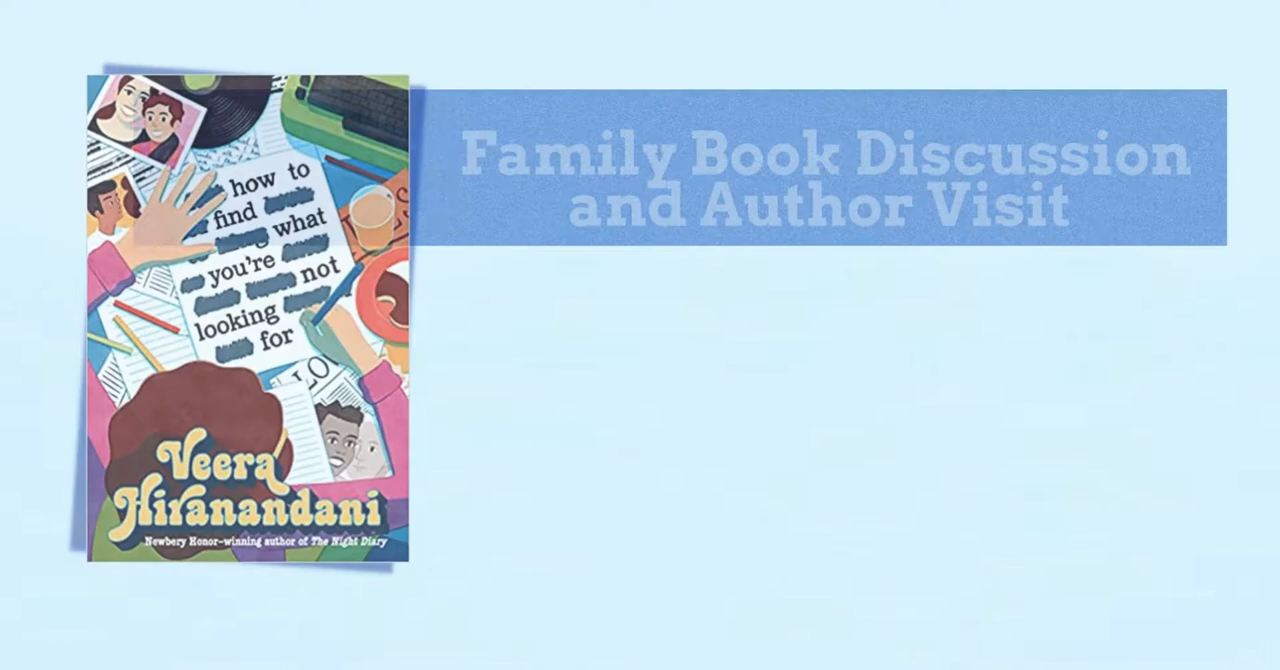 how to
find
what
you're
not
looking
for
LO
Veera
Hiranandani
Newbery Honor-winning author of The Night Diary
Family Book Discussion
and Author Visit